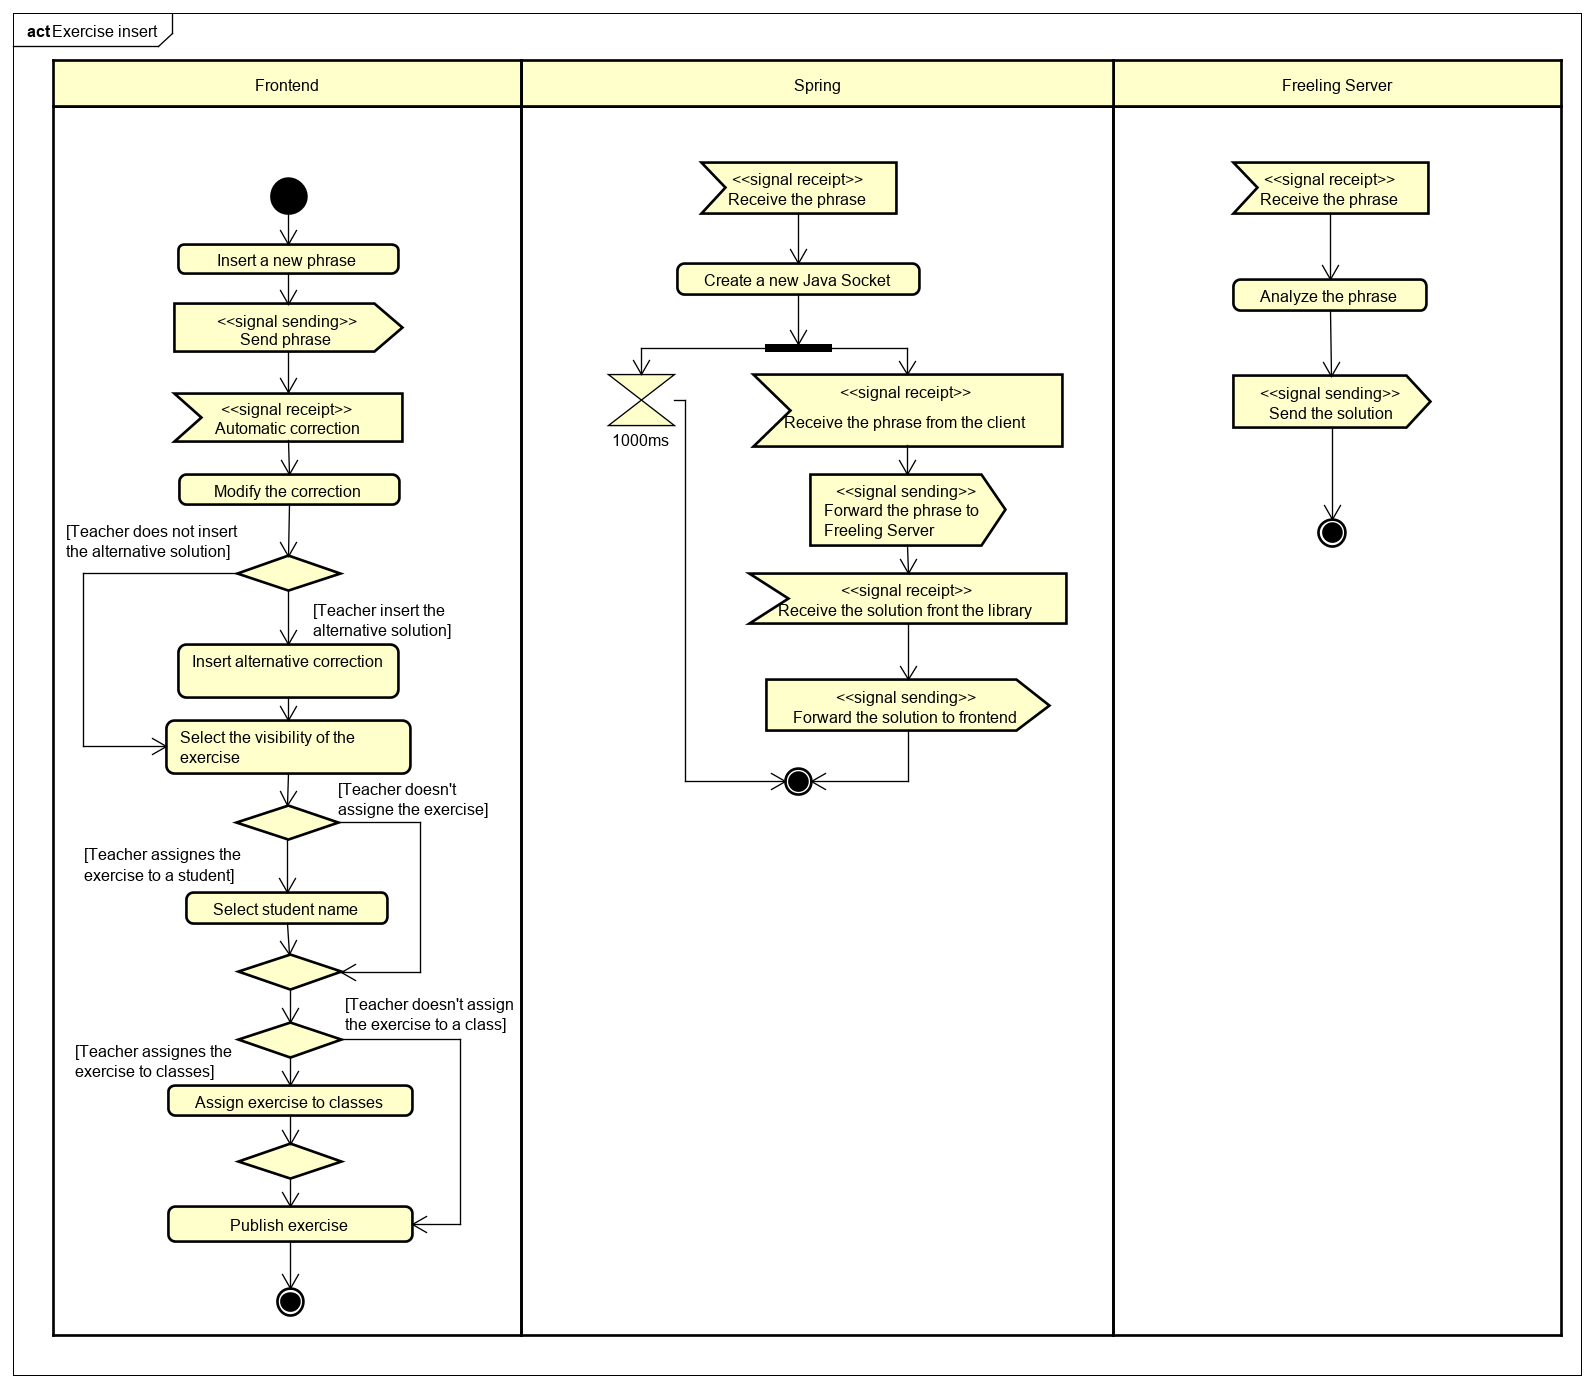 act Exercise insert
Frontend
Spring
Freeling Server
Insert a new phrase
<<signal sending>>
Send phrase
<<signal receipt>>
Automatic correction
Modify the correction
[Teacher does not insert
the alternative solution]
[Teacher insert the
alternative solution]
Insert alternative correction
Select the visibility of the
exercise
[Teacher doesn't
assigne the exercise]
[Teacher assignes the
exercise to a student]
Select student name
[Teacher doesn't assign
the exercise to a class]
[Teacher assignes the
exercise to classes]
Assign exercise to classes
Publish exercise
<<signal receipt>>
Receive the phrase
Create a new Java Socket
1000ms
<<signal receipt>>
Receive the phrase from the client
<<signal sending>>
Forward the phrase to
Freeling Server
<<signal receipt>>
Receive the solution front the library
<<signal sending>>
Forward the solution to frontend
<<signal receipt>>
Receive the phrase
Analyze the phrase
<<signal sending>>
Send the solution